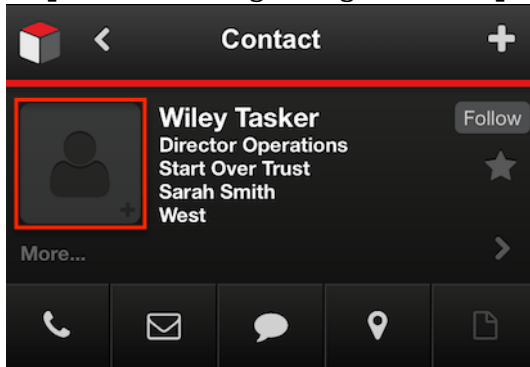 Contact
Wiley Tasker
Follow
Director Operations
Start Over Trust
Sarah Smith
West
More...